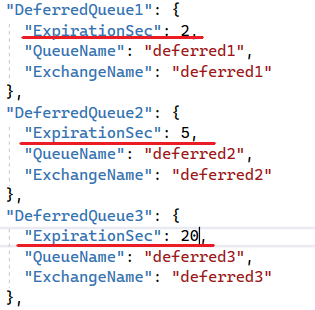 "DeferredQueue1": {
"ExpirationSec": 2,
"QueueName": "deferred1",
"ExchangeName": "deferred1"
},
"DeferredQueue2": {
"ExpirationSec": 5,
"QueueName": "deferred2",
"ExchangeName": "deferred2"
},
"DeferredQueue3": {
"ExpirationSec": 20,
"QueueName": "deferred3",
"ExchangeName": "deferred3"
},